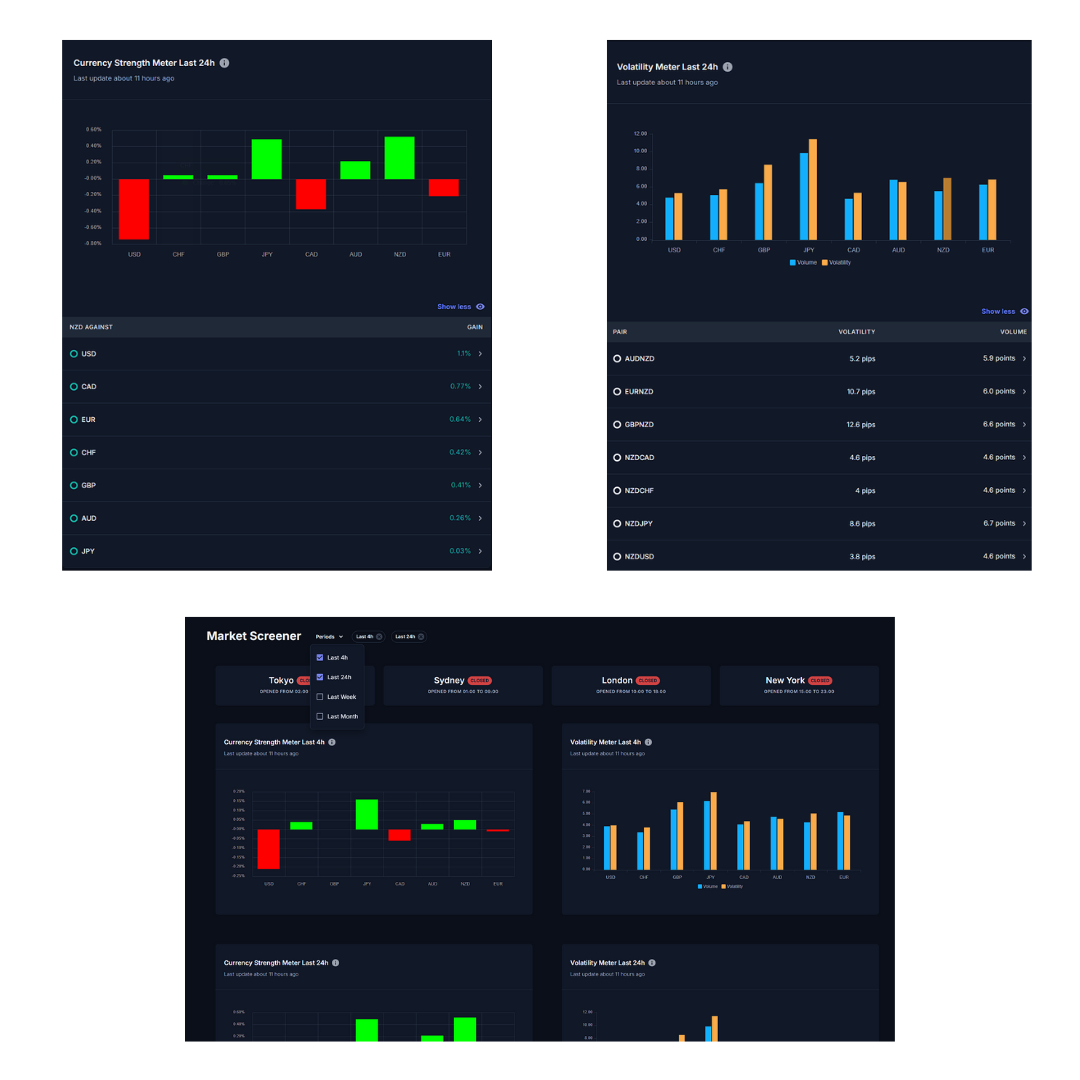 Currency Strength Meter Last 24h
Last update about 11 hours ago
0.60%
0.40%
0.20%
-0.00%
-0.20%
-0.40%
-0.60%
-0.80%
USD CHF GBP JPY CAD AUD NZD EUR
Show less
NZD AGAINST GAIN
USD 1.1%
CAD 0.77%
EUR 0.64%
CHF 0.42%
GBP 0.41%
AUD 0.26%
JPY 0.03%
Volatility Meter Last 24h
Last update about 11 hours ago
12.00
10.00
8.00
6.00
4.00
2.00
0.00
USD CHF GBP JPY CAD AUD NZD EUR
Volume Volatility
Show less
PAIR VOLATILITY VOLUME
AUDNZD 5.2 pips 5.9 points
EURNZD 10.7 pips 6.0 points
GBPNZD 12.6 pips 6.6 points
NZDCAD 4.6 pips 4.6 points
NZDCHF 4 pips 4.6 points
NZDJPY 8.6 pips 6.7 points
NZDUSD 3.8 pips 4.6 points
Market Screener Periods Last 4h Last 24h
Last 4h
Last 24h
Last Week
Last Month
Tokyo
OPENED FROM 02:00
Sydney CLOSED
OPENED FROM 01:00 TO 09:00
London CLOSED
OPENED FROM 10:00 TO 18:00
New York CLOSED
OPENED FROM 15:00 TO 23:00
Currency Strength Meter Last 4h
Last update about 11 hours ago
0.20%
0.15%
0.10%
0.05%
-0.00%
-0.05%
-0.10%
-0.15%
-0.20%
-0.25%
USD CHF GBP JPY CAD AUD NZD EUR
Volatility Meter Last 4h
Last update about 11 hours ago
7.00
6.00
5.00
4.00
3.00
2.00
1.00
0.00
USD CHF GBP JPY CAD AUD NZD EUR
Volume Volatility
Currency Strength Meter Last 24h
Last update about 11 hours ago
0.60%
0.40%
0.20%
Volatility Meter Last 24h
Last update about 11 hours ago
12.00
10.00
8.00